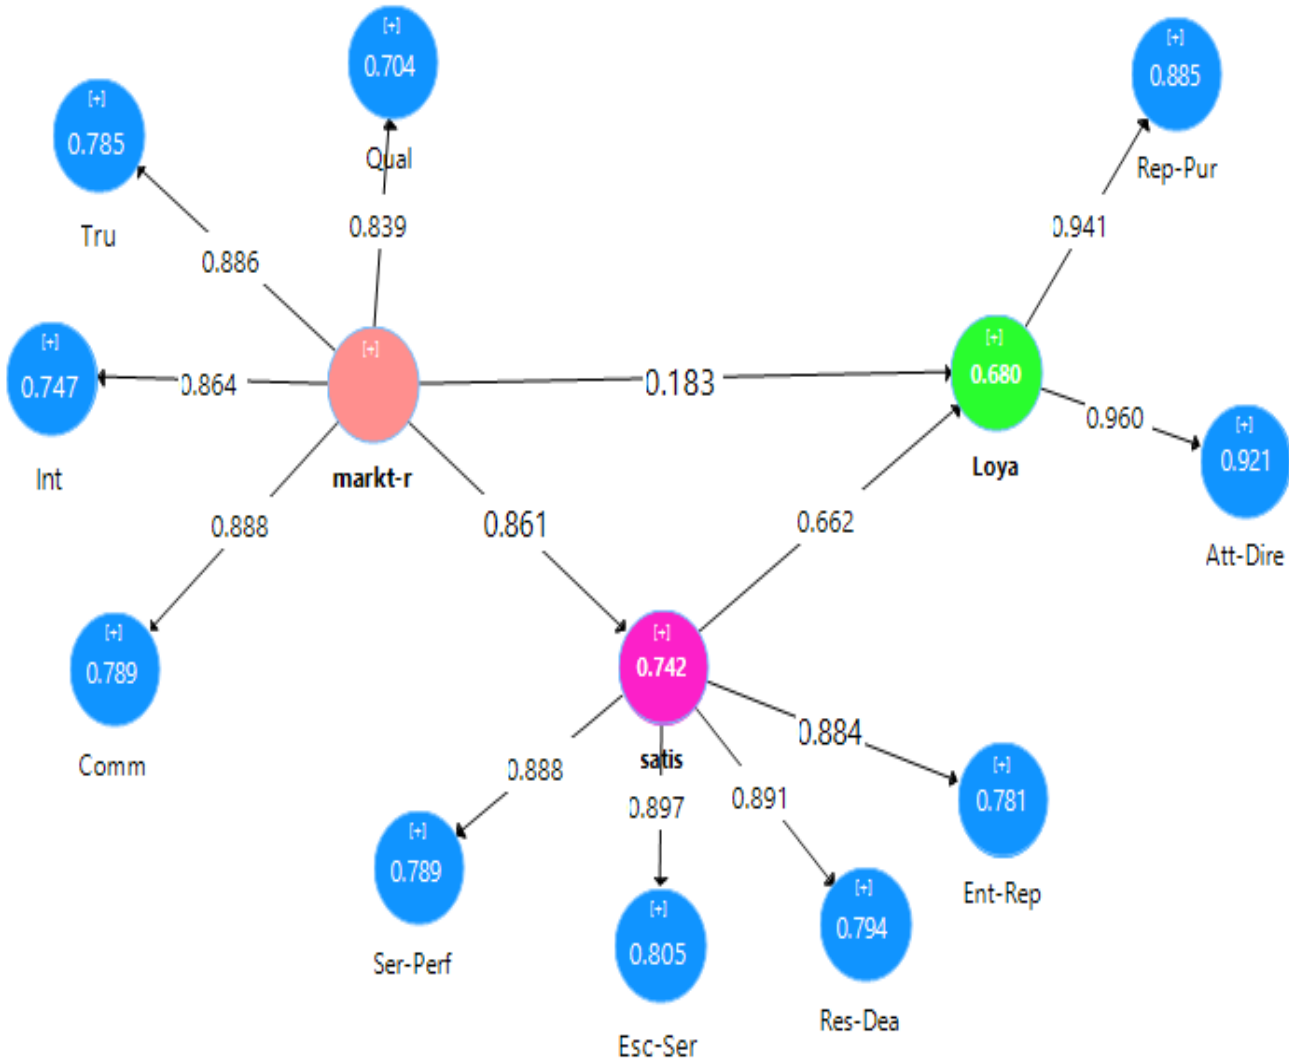 [+]
0.704
Qual
[+]
0.885
Rep-Pur
[+]
0.785
Tru
0.839
0.941
0.886
[+]
0.747
Int
0.864
[+]
markt-r
0.183
[+]
0.680
Loya
0.960
[+]
0.921
Att-Dire
0.888
0.861
0.662
[+]
0.789
Comm
[+]
0.742
satis
0.884
0.888
0.897
0.891
[+]
0.781
Ent-Rep
[+]
0.789
Ser-Perf
[+]
0.805
Esc-Ser
[+]
0.794
Res-Dea